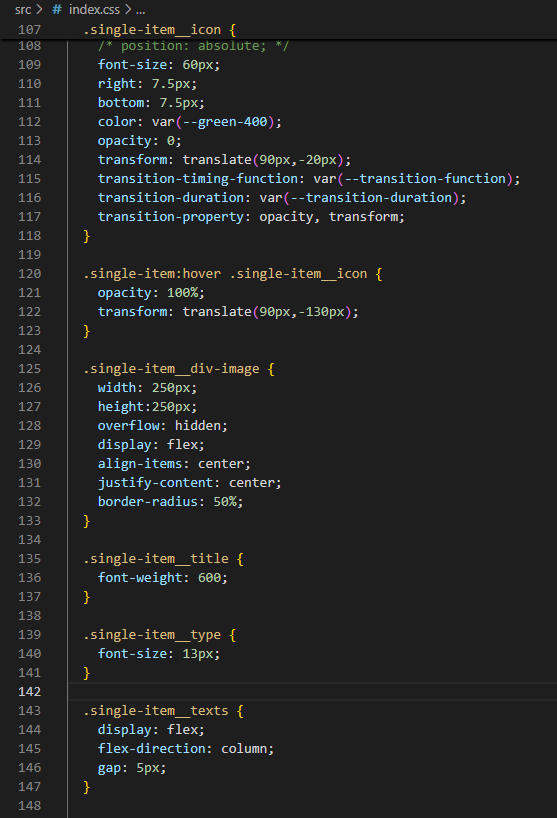 src > # index.css > ...
107 .single-item__icon {
108 /* position: absolute; */
109 font-size: 60px;
110 right: 7.5px;
111 bottom: 7.5px;
112 color: var(--green-400);
113 opacity: 0;
114 transform: translate(90px,-20px);
115 transition-timing-function: var(--transition-function);
116 transition-duration: var(--transition-duration);
117 transition-property: opacity, transform;
118 }
119
120 .single-item:hover .single-item__icon {
121 opacity: 100%;
122 transform: translate(90px,-130px);
123 }
124
125 .single-item__div-image {
126 width: 250px;
127 height:250px;
128 overflow: hidden;
129 display: flex;
130 align-items: center;
131 justify-content: center;
132 border-radius: 50%;
133 }
134
135 .single-item__title {
136 font-weight: 600;
137 }
138
139 .single-item__type {
140 font-size: 13px;
141 }
142
143 .single-item__texts {
144 display: flex;
145 flex-direction: column;
146 gap: 5px;
147 }
148